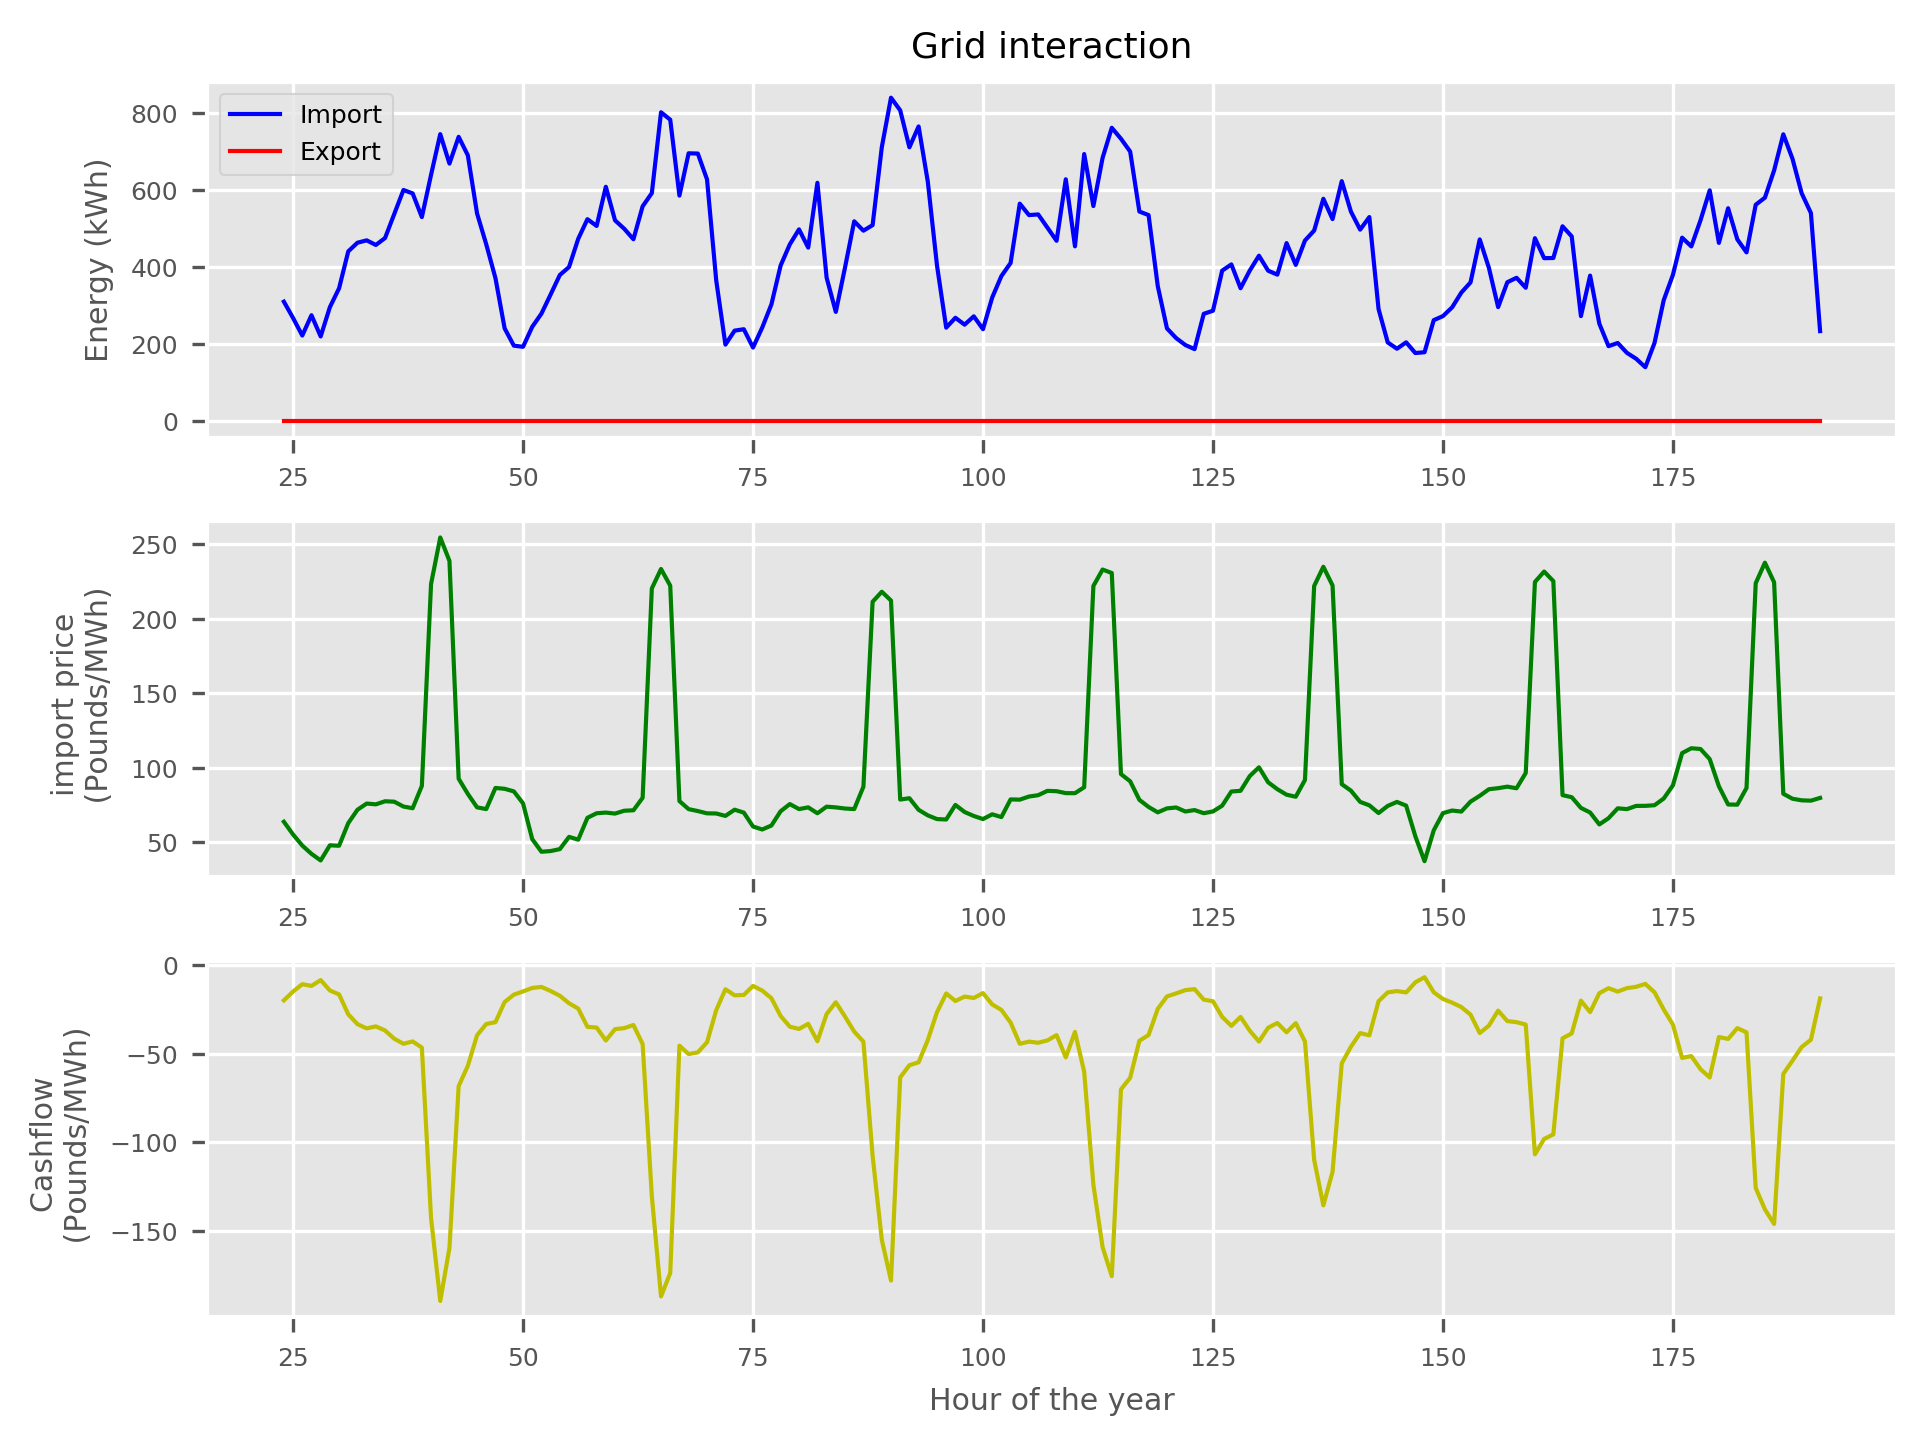 Grid interaction
Import
Export
Energy (kWh)
800
600
400
200
0
25 50 75 100 125 150 175
import price
(Pounds/MWh)
250
200
150
100
50
25 50 75 100 125 150 175
Cashflow
(Pounds/MWh)
0
−50
−100
−150
25 50 75 100 125 150 175
Hour of the year